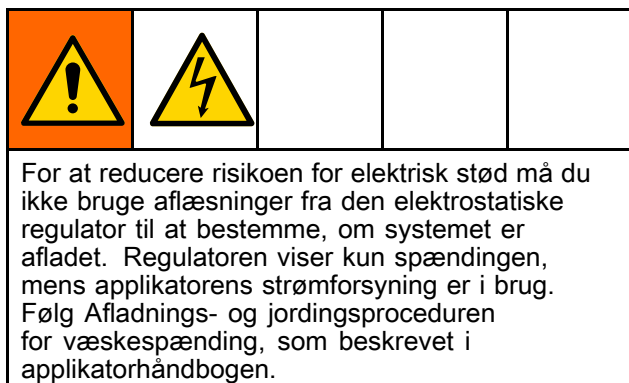 For at reducere risikoen for elektrisk stød må du
ikke bruge aflæsninger fra den elektrostatiske
regulator til at bestemme, om systemet er
afladet. Regulatoren viser kun spændingen,
mens applikatorens strømforsyning er i brug.
Følg Afladnings- og jordingsproceduren
for væskespænding, som beskrevet i
applikatorhåndbogen.